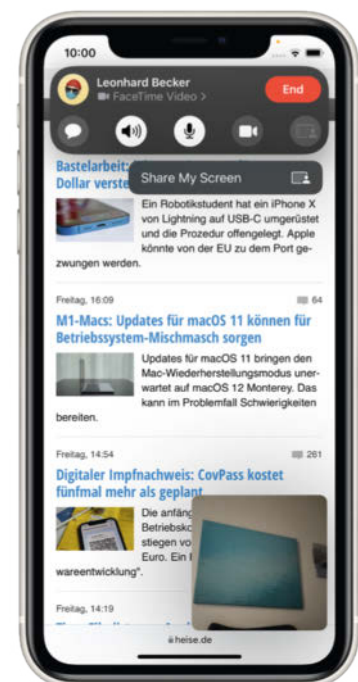 10:00
Leonhard Becker
FaceTime Video >
End
Share My Screen
Bastelarbeit:
Dollar verste
Ein Robotikstudent hat ein iPhone X
von Lightning auf USB-C umgerüstet
und die Prozedur offengelegt. Apple
könnte von der EU zu dem Port ge-
zwungen werden.
Freitag, 16:09
64
M1-Macs: Updates für macOS 11 können für
Betriebssystem-Mischmasch sorgen
Updates für macOS 11 bringen den
Mac-Wiederherstellungsmodus uner-
wartet auf macOS 12 Monterey. Das
kann im Problemfall Schwierigkeiten
bereiten.
Freitag, 14:54
261
Digitaler Impfnachweis: CovPass kostet
fünfmal mehr als geplant
Die anfäng
Betriebsko
stiegen vo
Euro. Ein
wareentwicklung".
Freitag, 14:19
heise.de